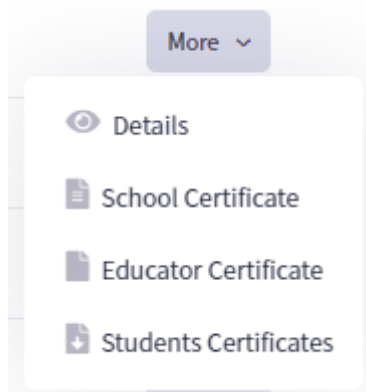 More
Details
School Certificate
Educator Certificate
Students Certificates